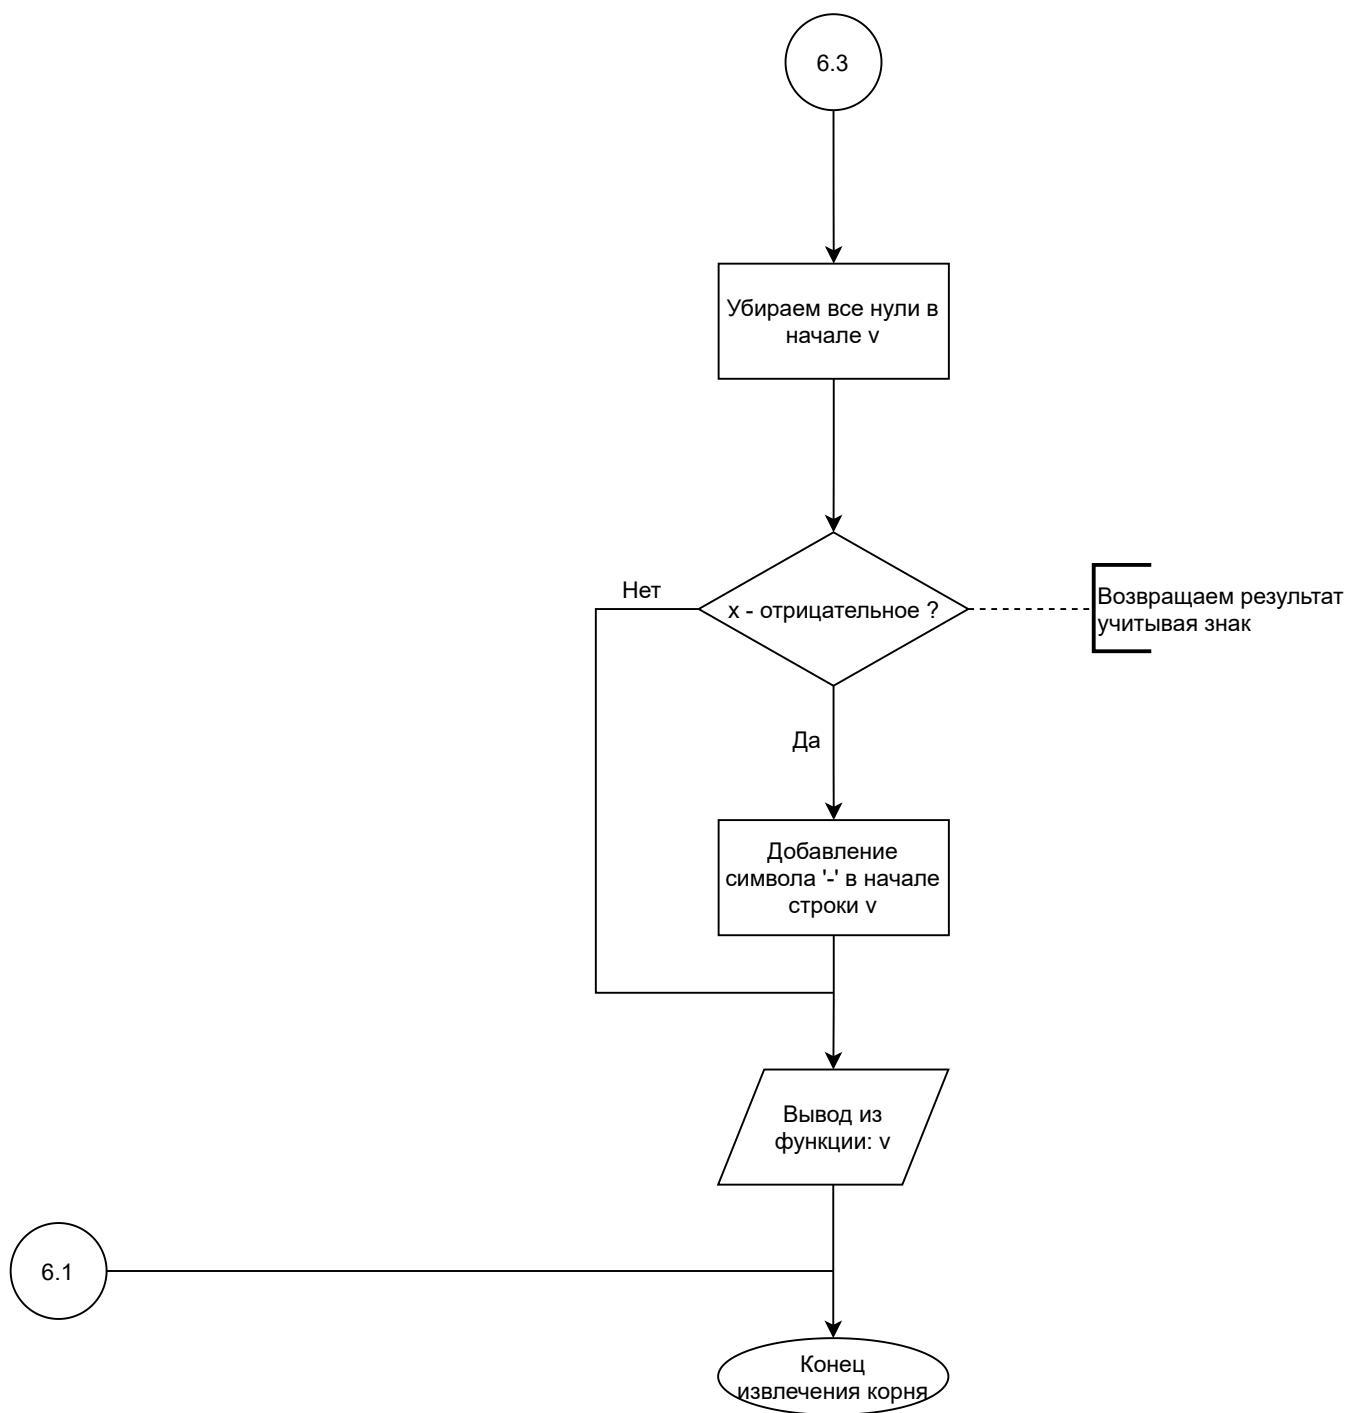 6.3
Убираем все нули в
начале v
Нет
x - отрицательное ?
Возвращаем результат
учитывая знак
Да
Добавление
символа '-' в начале
строки v
Вывод из
функции: v
6.1
Конец
извлечения корня